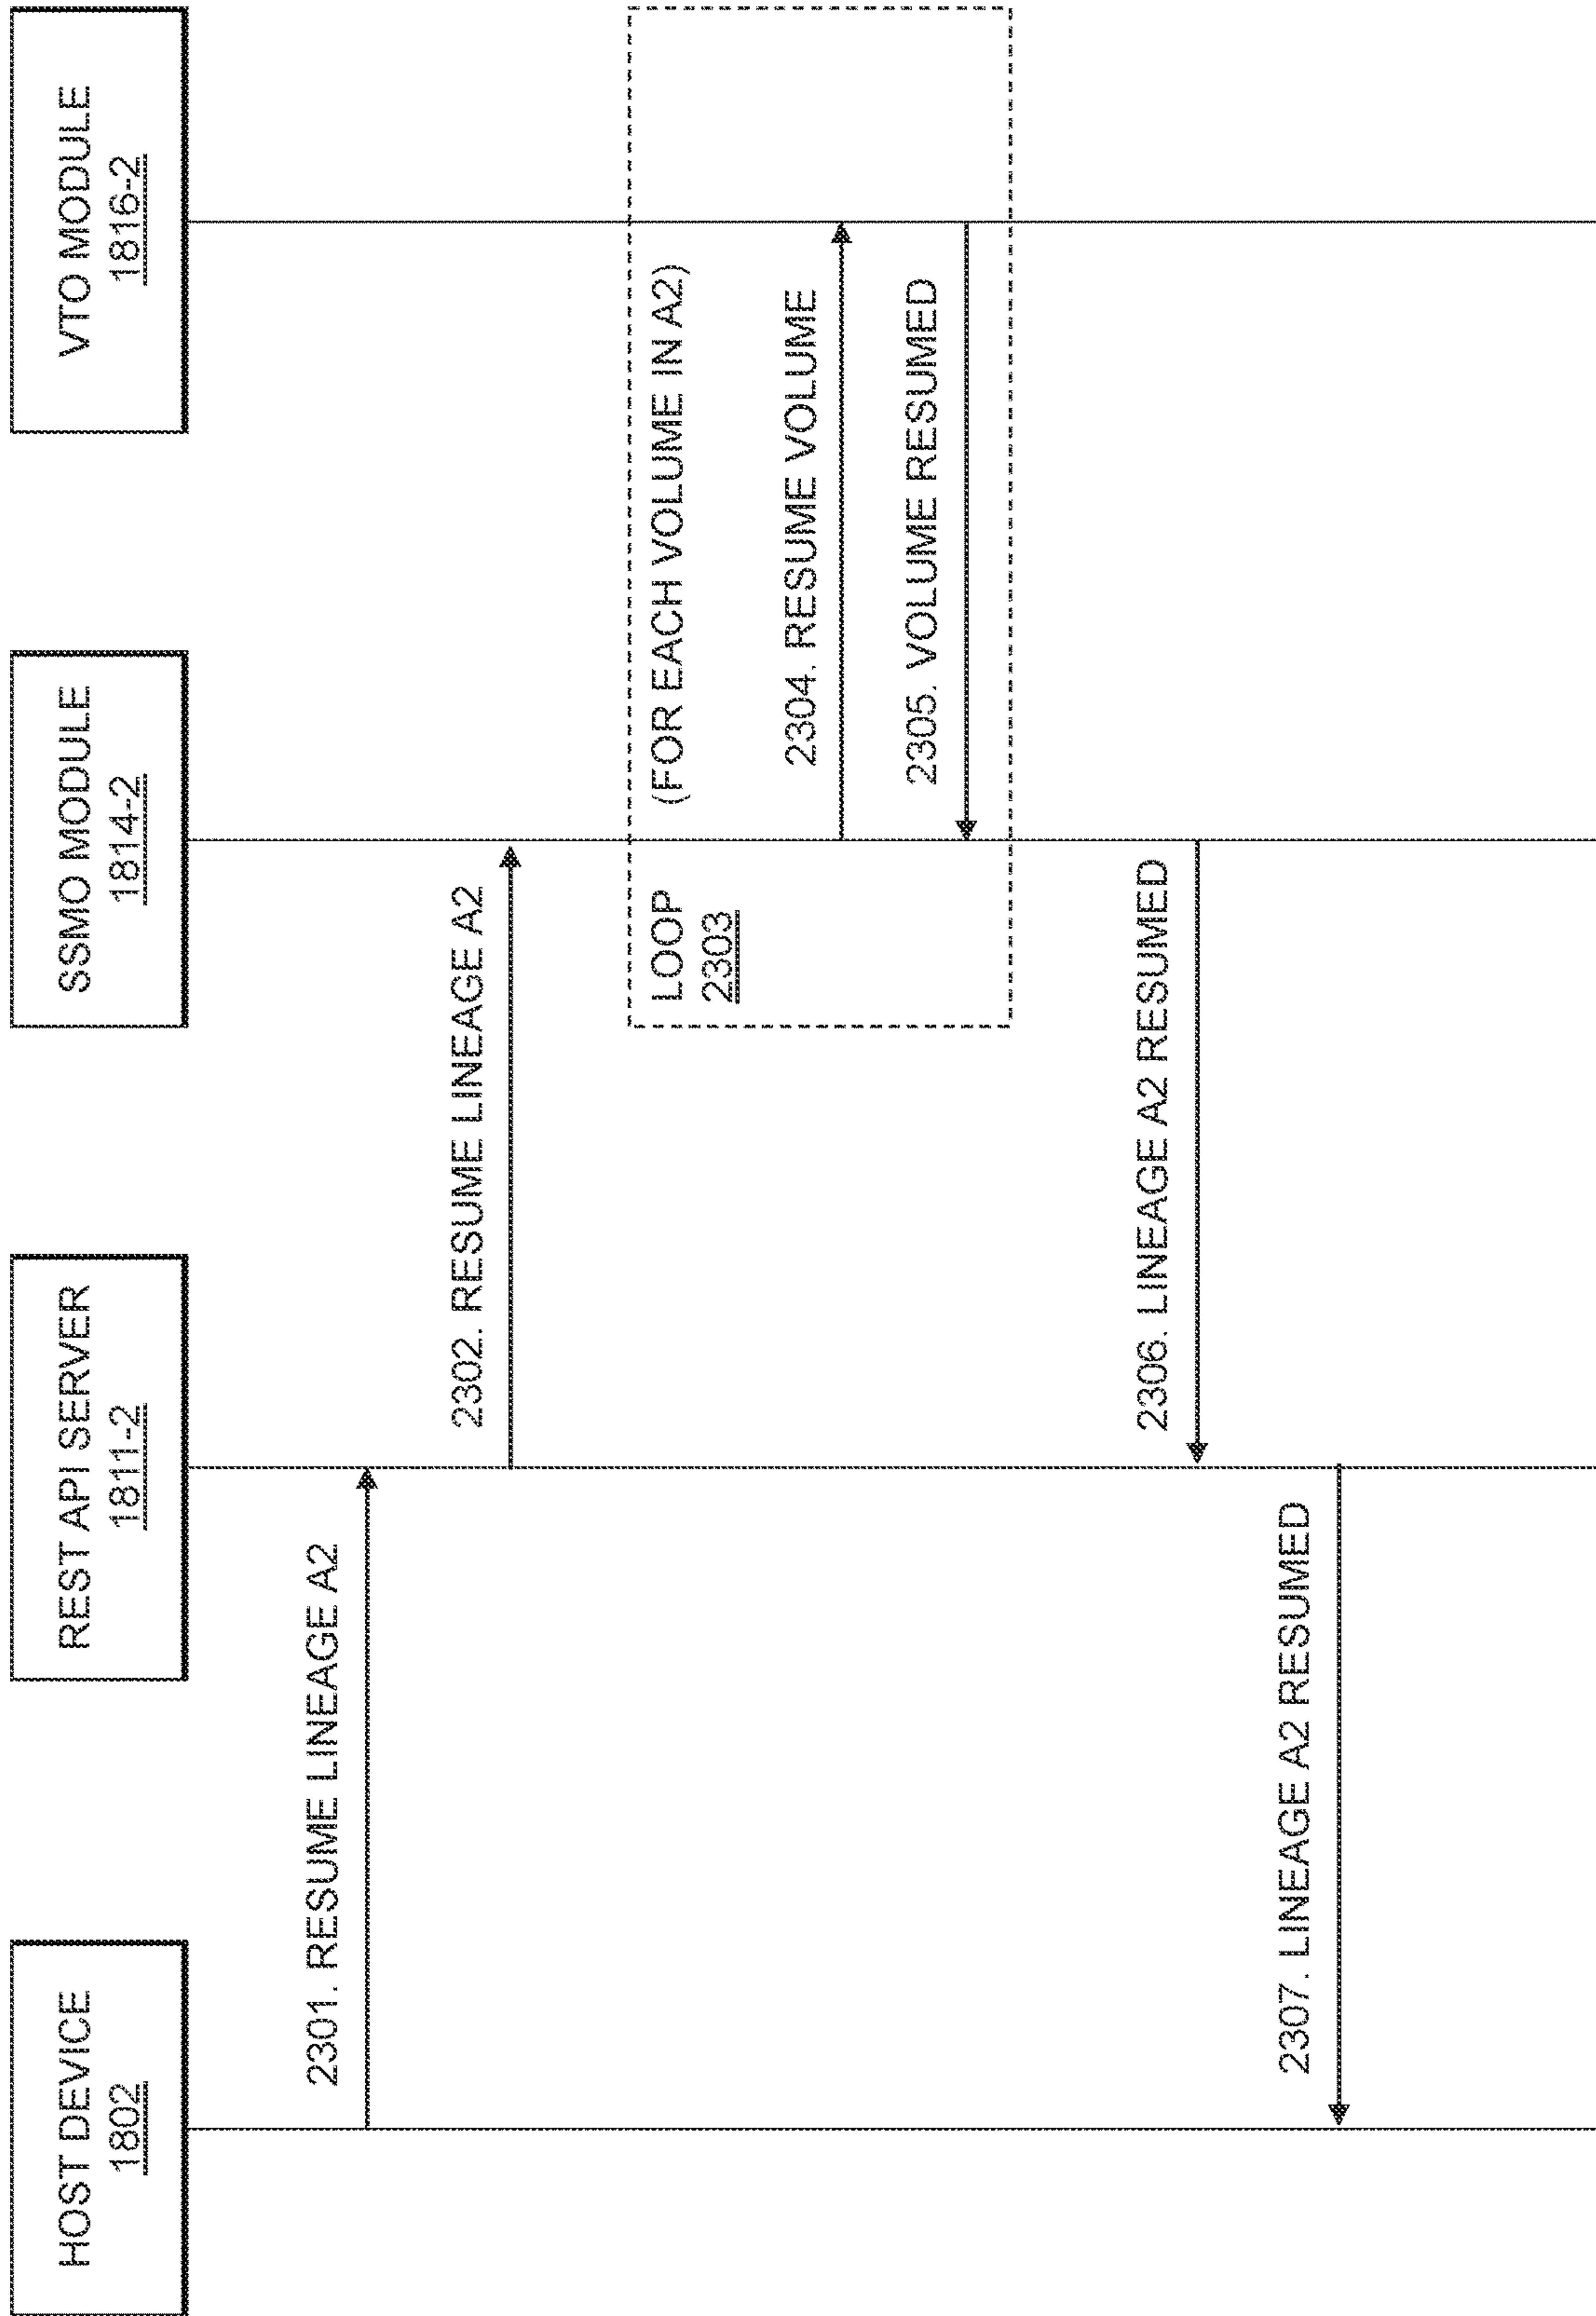 HOST DEVICE
1802
REST API SERVER
1811-2
SSMO MODULE
1814-2
VTO MODULE
1816-2
2301. RESUME LINEAGE A2
2302. RESUME LINEAGE A2
LOOP
2303
(FOR EACH VOLUME IN A2)
2304. RESUME VOLUME
2305. VOLUME RESUMED
2306. LINEAGE A2 RESUMED
2307. LINEAGE A2 RESUMED